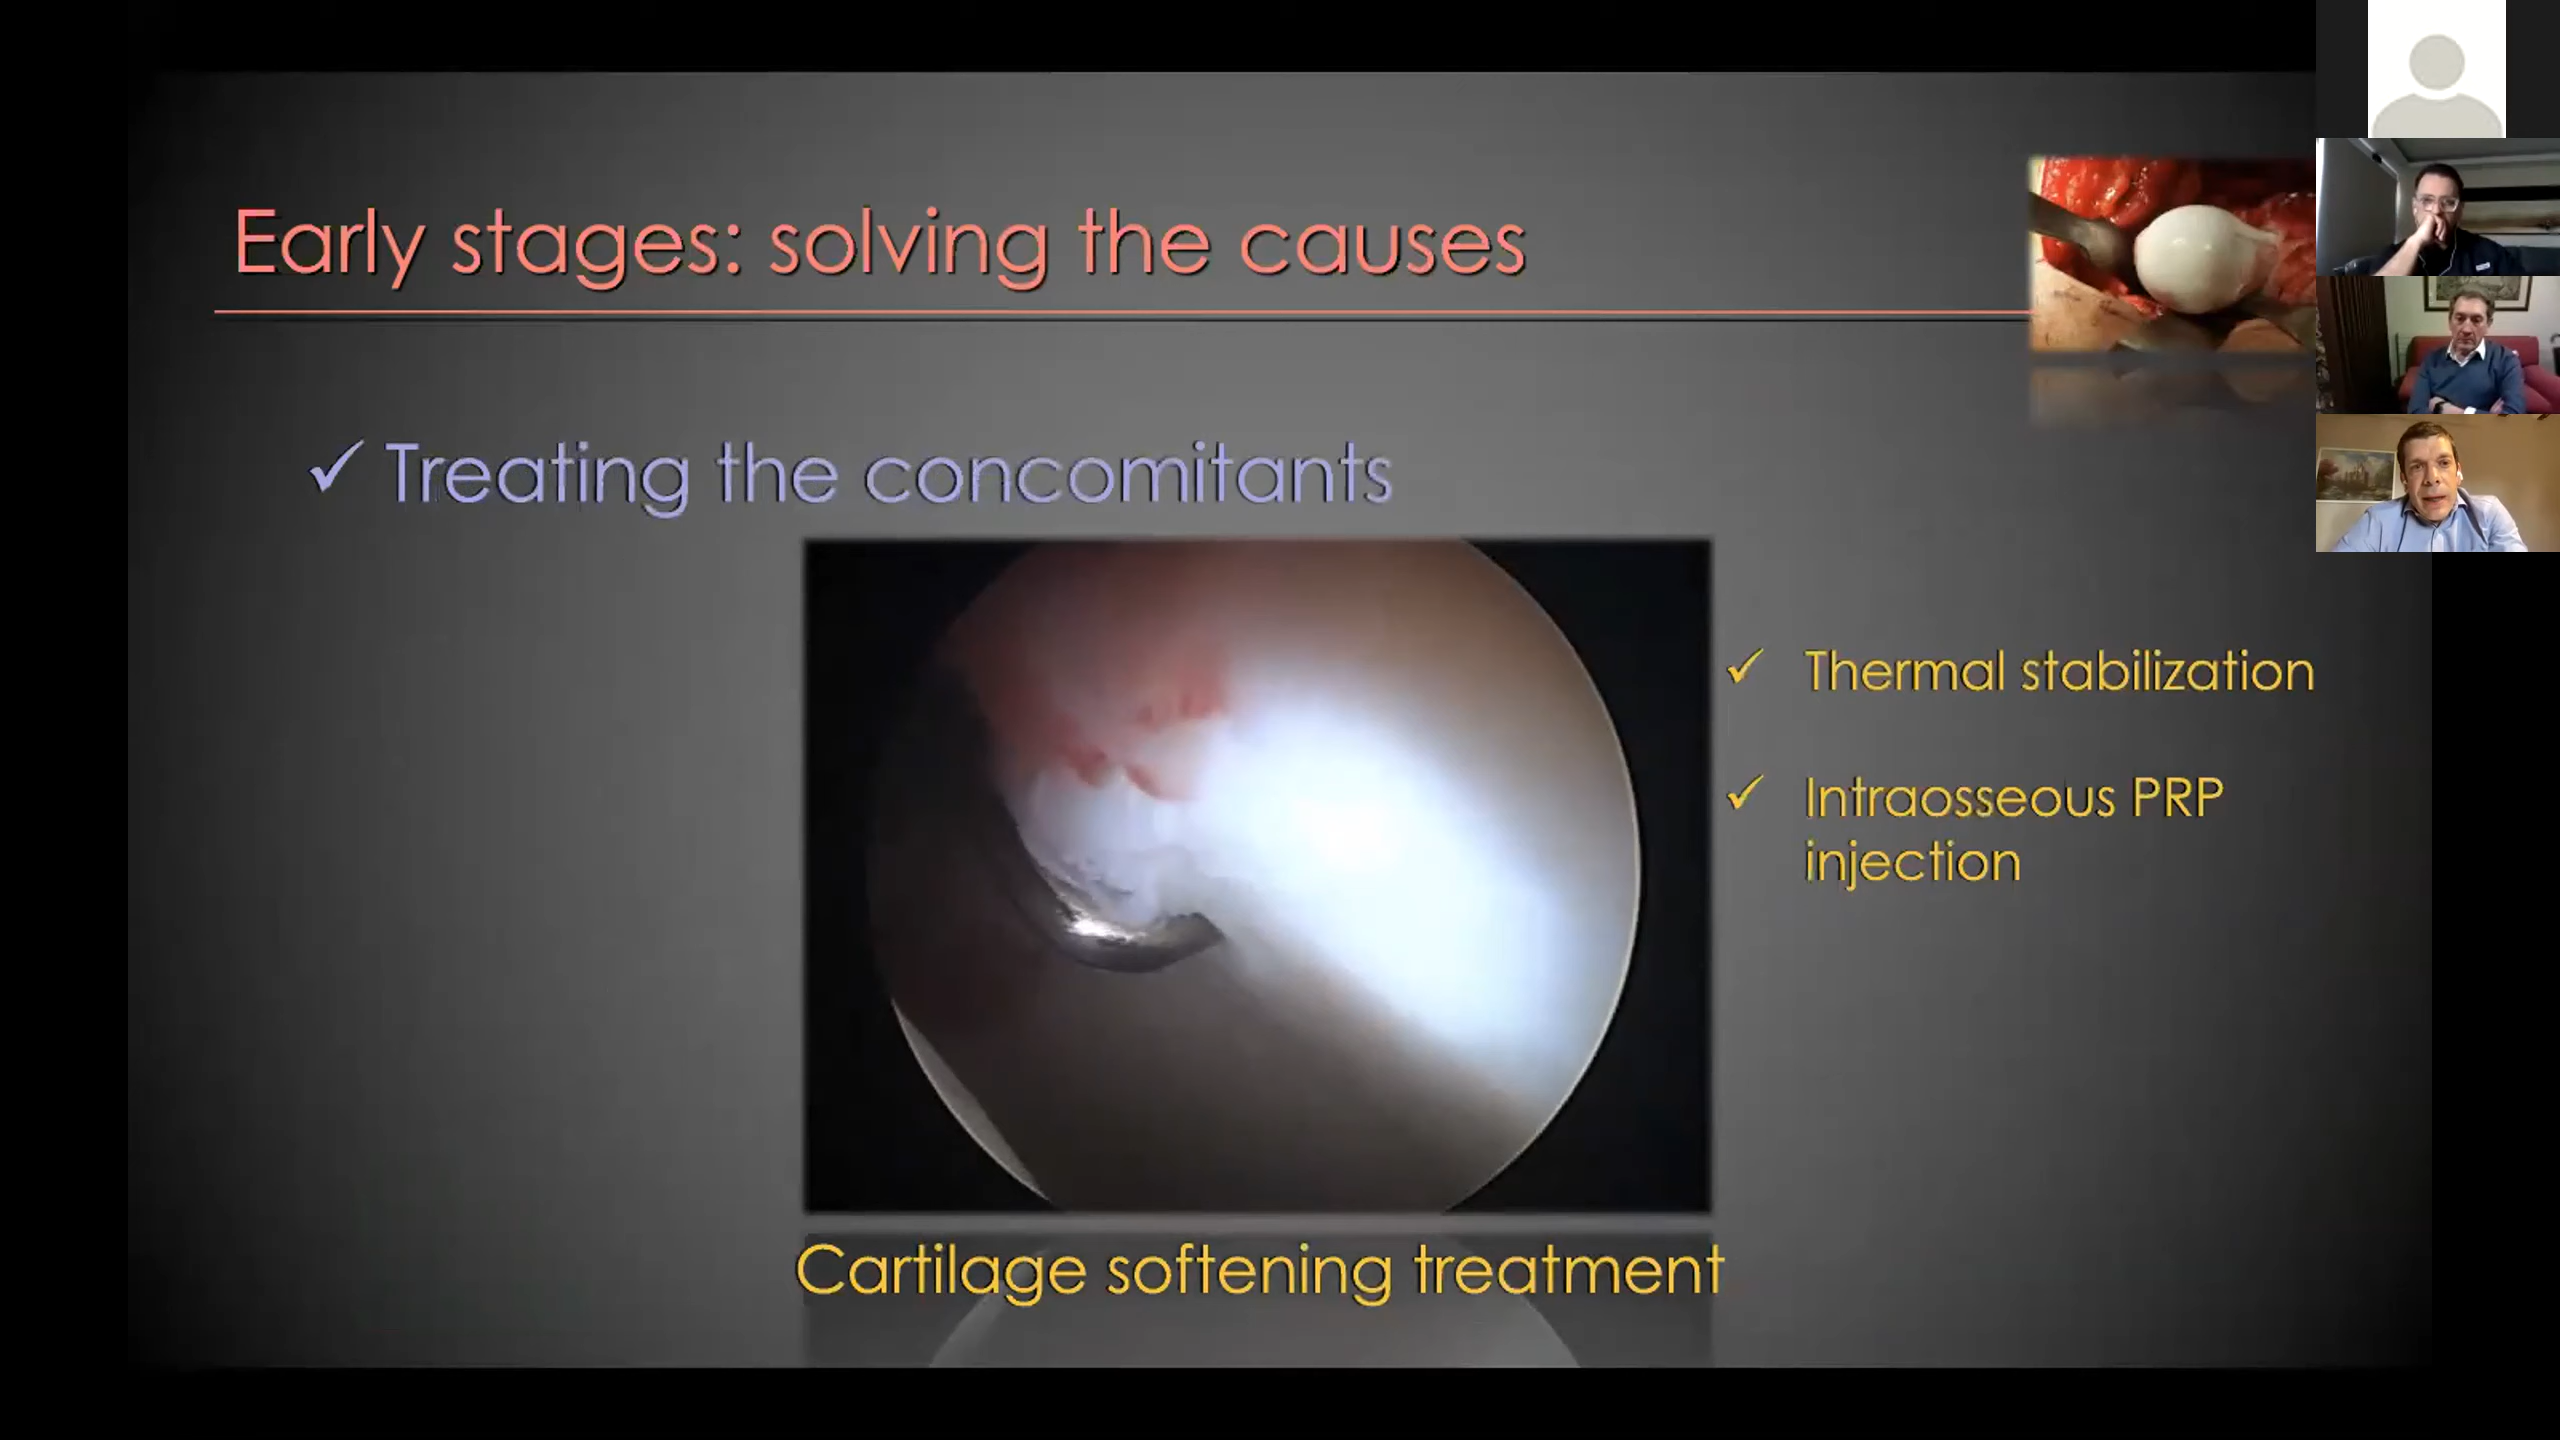 Early stages: solving the causes
Treating the concomitants
Thermal stabilization
Intraosseous PRP
injection
Cartilage softening treatment